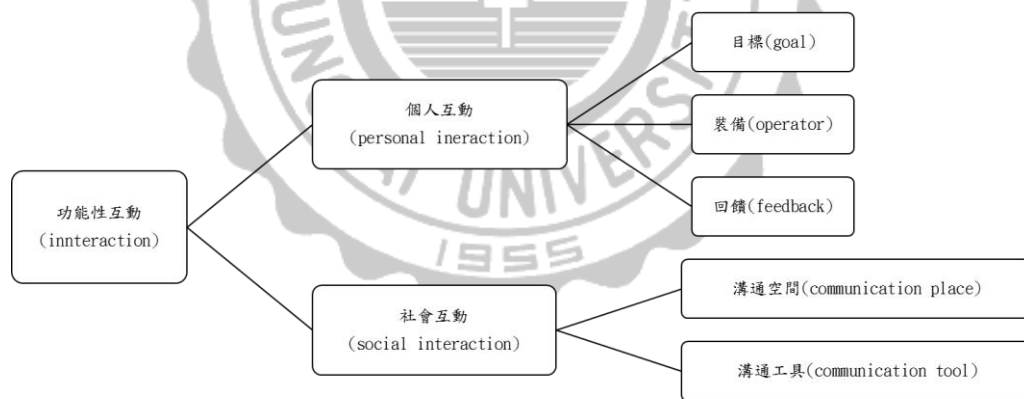 功能性互動
(innteraction)
個人互動
(personal ineraction)
目標(goal)
裝備(operator)
回饋(feedback)
社會互動
(social interaction)
溝通空間(communication place)
溝通工具(communication tool)
UNIVERSI
1955